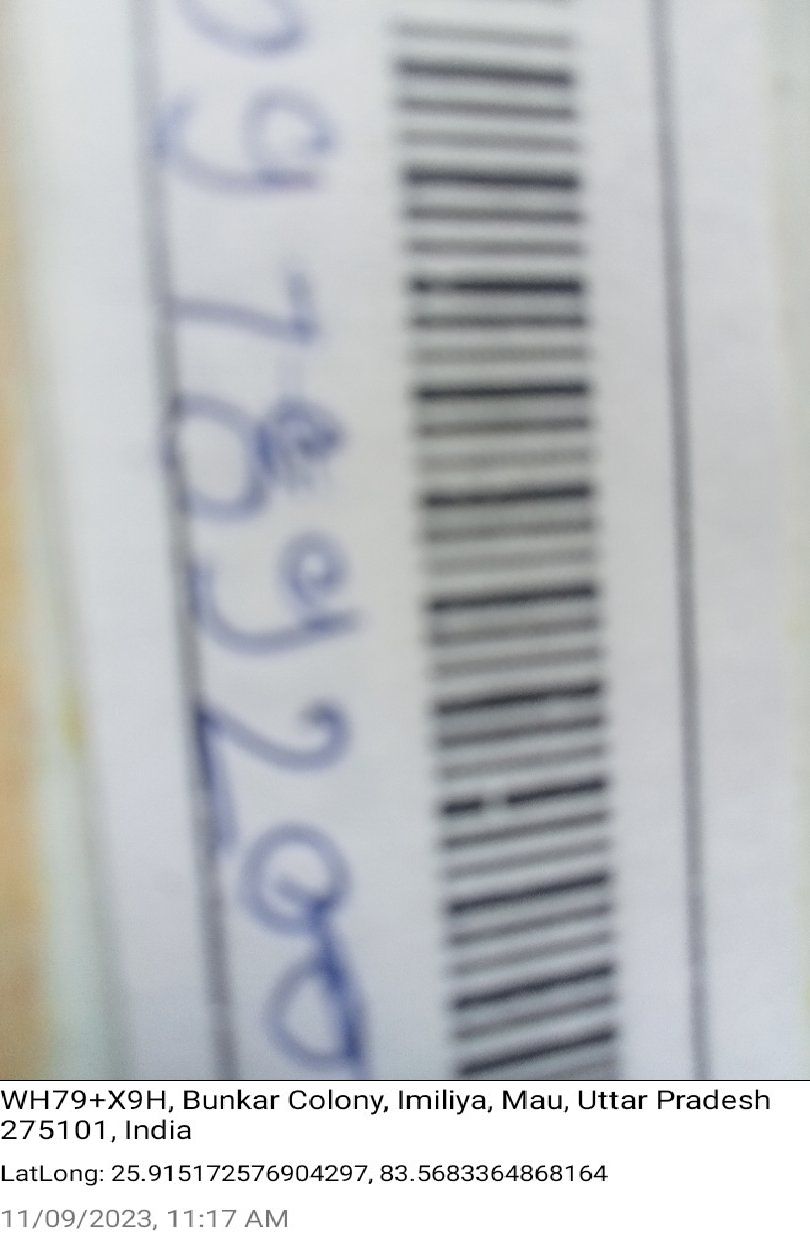 9789200
WH79+X9H, Bunkar Colony, Imiliya, Mau, Uttar Pradesh
275101, India
LatLong: 25.915172576904297, 83.5683364868164
11/09/2023, 11:17 AM